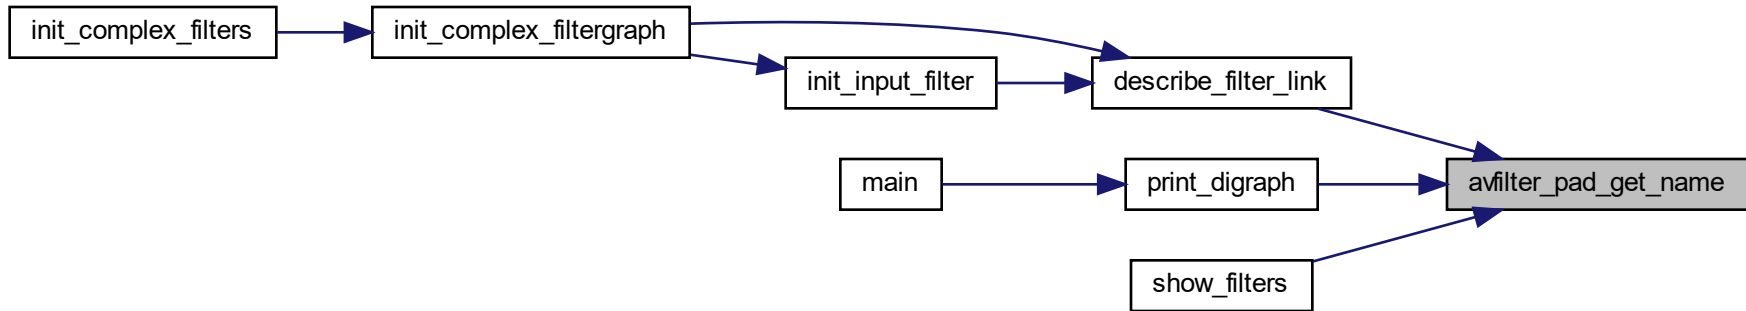 init_complex_filters
init_complex_filtergraph
init_input_filter
describe_filter_link
main
print_digraph
avfilter_pad_get_name
show_filters